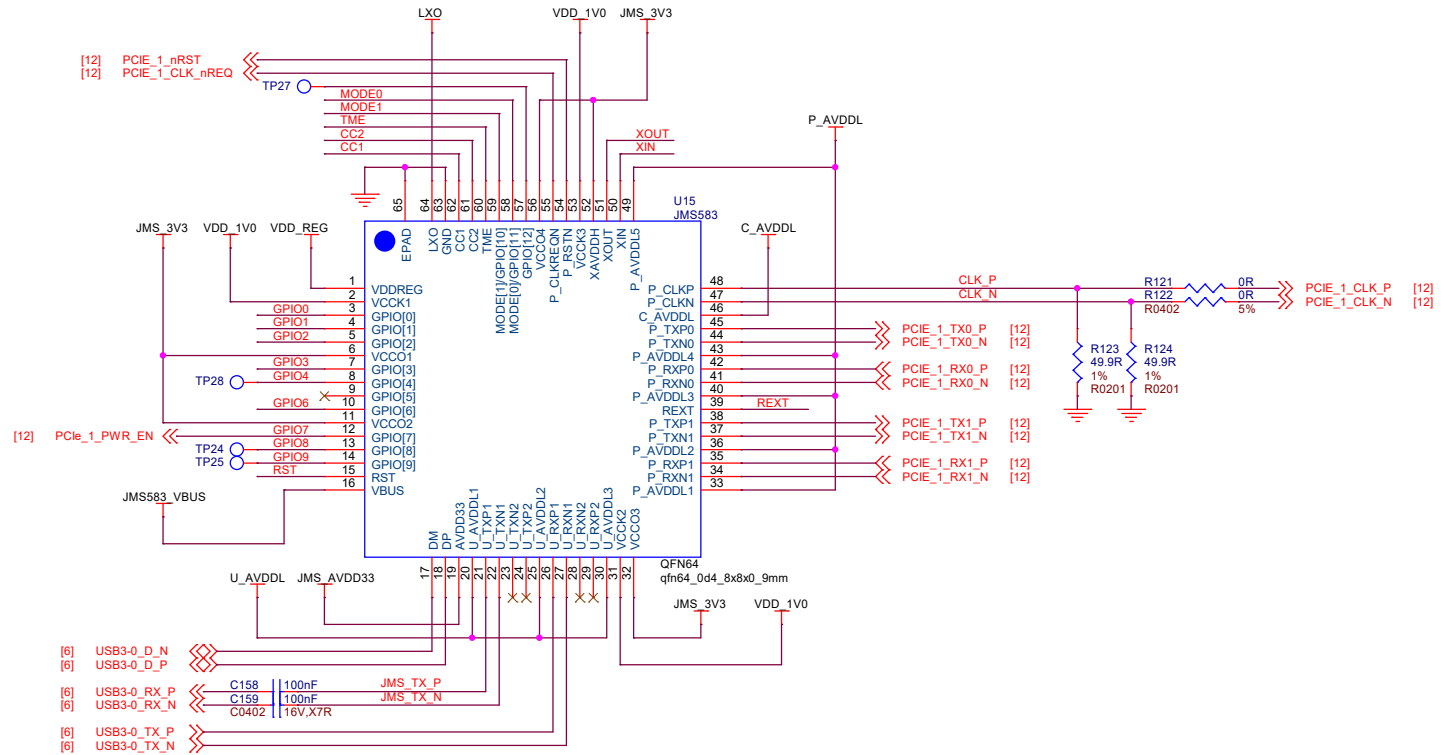 LXO
VDD_1V0
JMS_3V3
[12] PCIE_1_nRST
[12] PCIE_1_CLK_nREQ
TP27
MODE0
MODE1
TME
CC2
CC1
XOUT
XIN
P_AVDDL
65
64
63
62
61
60
59
58
57
56
55
54
53
52
51
50
49
U15
JMS583
EPAD
LXO
GND
CC1
CC2
TME
MODE[1]/GPIO[10]
MODE[0]/GPIO[11]
GPIO[12]
VCCO4
P_CLKREQN
P_RSTN
VCCK3
XAVDDH
XOUT
XIN
P_AVDDL5
JMS_3V3
VDD_1V0
VDD_REG
C_AVDDL
1 VDDREG
2 VCCK1
GPIO0 3 GPIO[0]
GPIO1 4 GPIO[1]
GPIO2 5 GPIO[2]
6 VCCO1
GPIO3 7 GPIO[3]
TP28 GPIO4 8 GPIO[4]
9 GPIO[5]
GPIO6 10 GPIO[6]
11 VCCO2
[12] PCIe_1_PWR_EN GPIO7 12 GPIO[7]
TP24 GPIO8 13 GPIO[8]
TP25 GPIO9 14 GPIO[9]
RST 15 RST
16 VBUS
JMS583_VBUS
P_CLKP 48 CLK_P R121 0R PCIE_1_CLK_P [12]
P_CLKN 47 CLK_N R122 0R PCIE_1_CLK_N [12]
R0402 5%
C_AVDDL 46
P_TXP0 45 PCIE_1_TX0_P [12]
P_TXN0 44 PCIE_1_TX0_N [12]
P_AVDDL4 43
P_RXP0 42 PCIE_1_RX0_P [12]
P_RXN0 41 PCIE_1_RX0_N [12]
P_AVDDL3 40
REXT 39 REXT
P_TXP1 38 PCIE_1_TX1_P [12]
P_TXN1 37 PCIE_1_TX1_N [12]
P_AVDDL2 36
P_RXP1 35 PCIE_1_RX1_P [12]
P_RXN1 34 PCIE_1_RX1_N [12]
P_AVDDL1 33
R123
49.9R
1%
R0201
R124
49.9R
1%
R0201
DM
DP
AVDD33
U_AVDDL1
U_TXP1
U_TXN1
U_TXN2
U_TXP2
U_AVDDL2
U_RXP1
U_RXN1
U_RXN2
U_RXP2
U_AVDDL3
VCCK2
VCCO3
17
18
19
20
21
22
23
24
25
26
27
28
29
30
31
32
QFN64
qfn64_0d4_8x8x0_9mm
U_AVDDL
JMS_AVDD33
JMS_3V3
VDD_1V0
[6] USB3-0_D_N
[6] USB3-0_D_P
[6] USB3-0_RX_P C158 100nF JMS_TX_P
[6] USB3-0_RX_N C159 100nF JMS_TX_N
C0402 16V,X7R
[6] USB3-0_TX_P
[6] USB3-0_TX_N